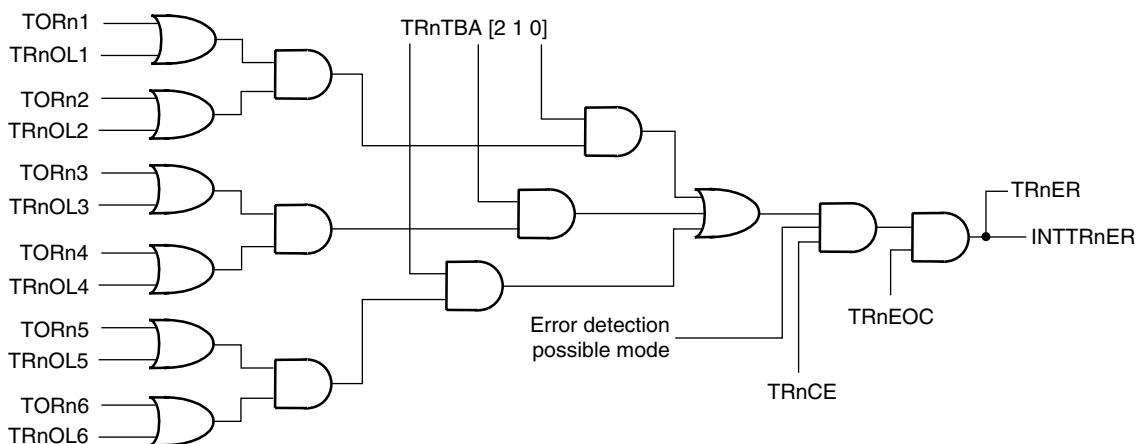 TORn1
TRnOL1
TRnTBA [2 1 0]
TORn2
TRnOL2
TORn3
TRnOL3
TORn4
TRnOL4
TORn5
TRnOL5
TORn6
TRnOL6
Error detection
possible mode
TRnCE
TRnEOC
TRnER
INTTRnER